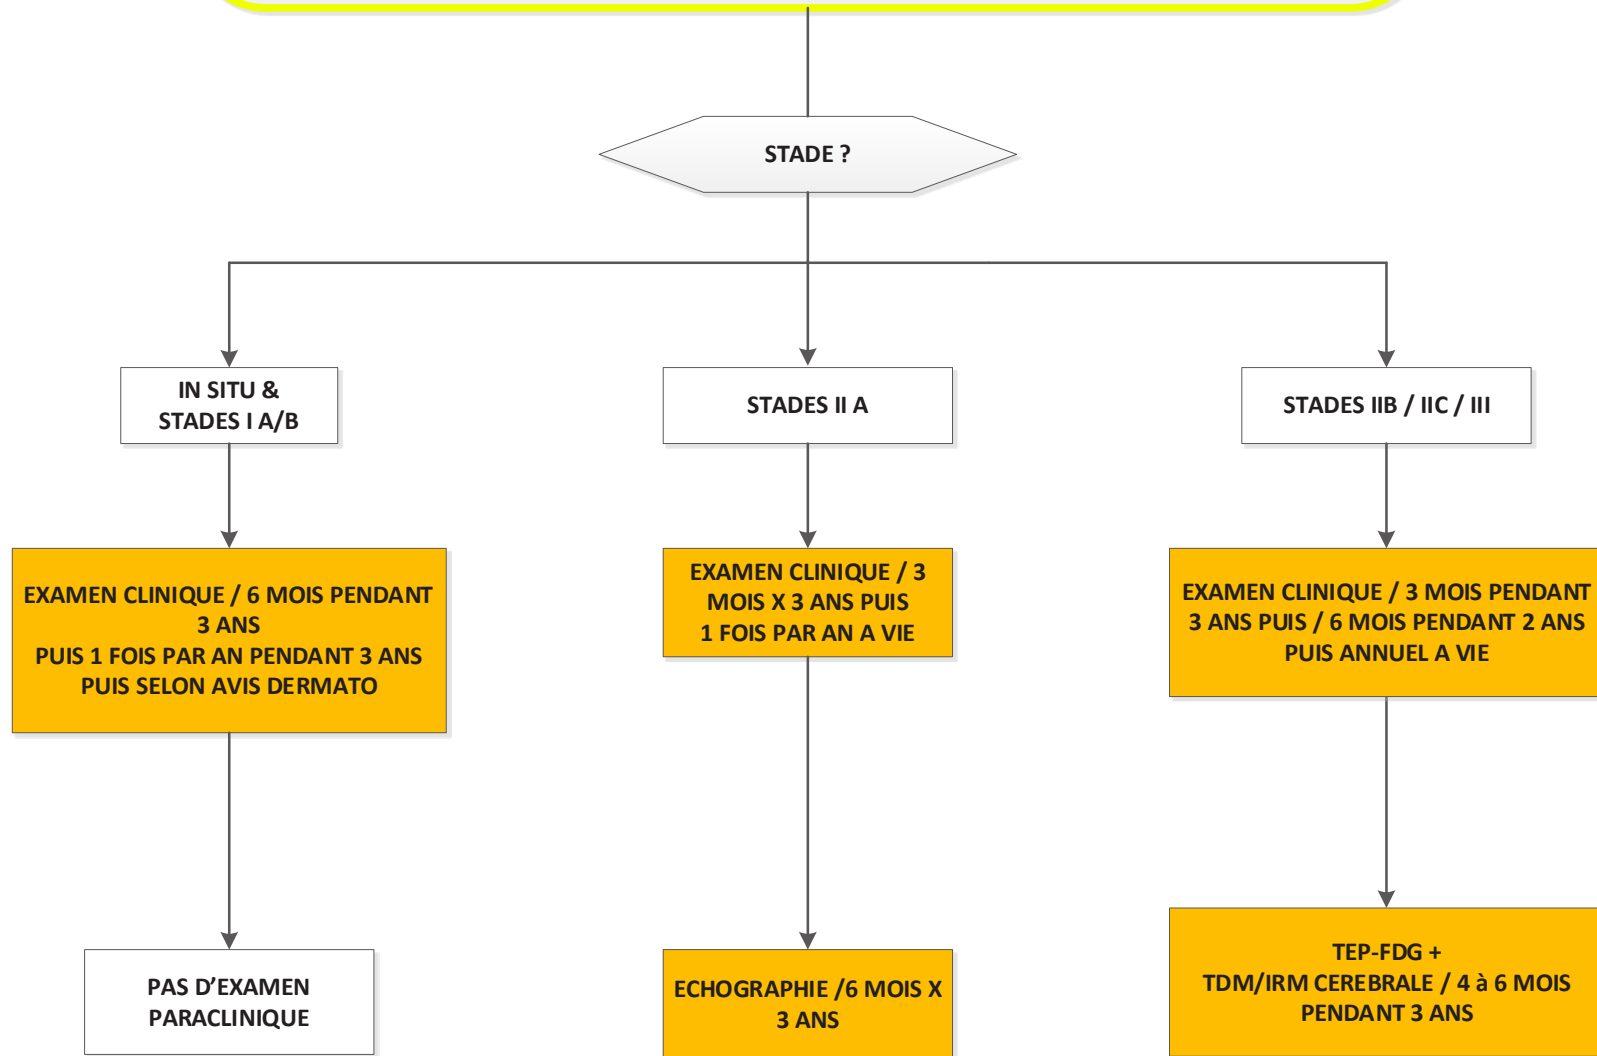 STADE ?
IN SITU &
STADES I A/B
STADES II A
STADES IIB / IIC / III
EXAMEN CLINIQUE / 6 MOIS PENDANT
3 ANS
PUIS 1 FOIS PAR AN PENDANT 3 ANS
PUIS SELON AVIS DERMATO
EXAMEN CLINIQUE / 3
MOIS X 3 ANS PUIS
1 FOIS PAR AN A VIE
EXAMEN CLINIQUE / 3 MOIS PENDANT
3 ANS PUIS / 6 MOIS PENDANT 2 ANS
PUIS ANNUEL A VIE
PAS D’EXAMEN
PARACLINIQUE
ECHOGRAPHIE /6 MOIS X
3 ANS
TEP-FDG +
TDM/IRM CEREBRALE / 4 à 6 MOIS
PENDANT 3 ANS